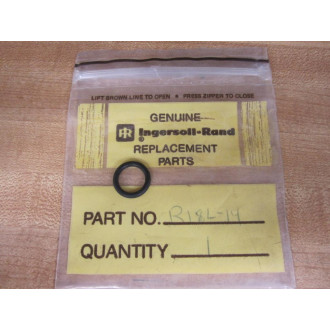 LIFT BROWN LINE TO OPEN • PRESS ZIPPER TO CLOSE
GENUINE
IR Ingersoll-Rand®
REPLACEMENT
PARTS
PART NO. R18L-14
QUANTITY 1